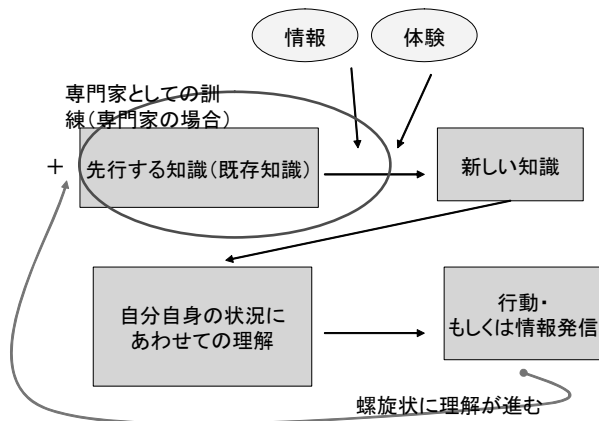 情報
体験
専門家としての訓
練(専門家の場合)
+
先行する知識(既存知識)
新しい知識
自分自身の状況に
あわせての理解
行動・
もしくは情報発信
螺旋状に理解が進む